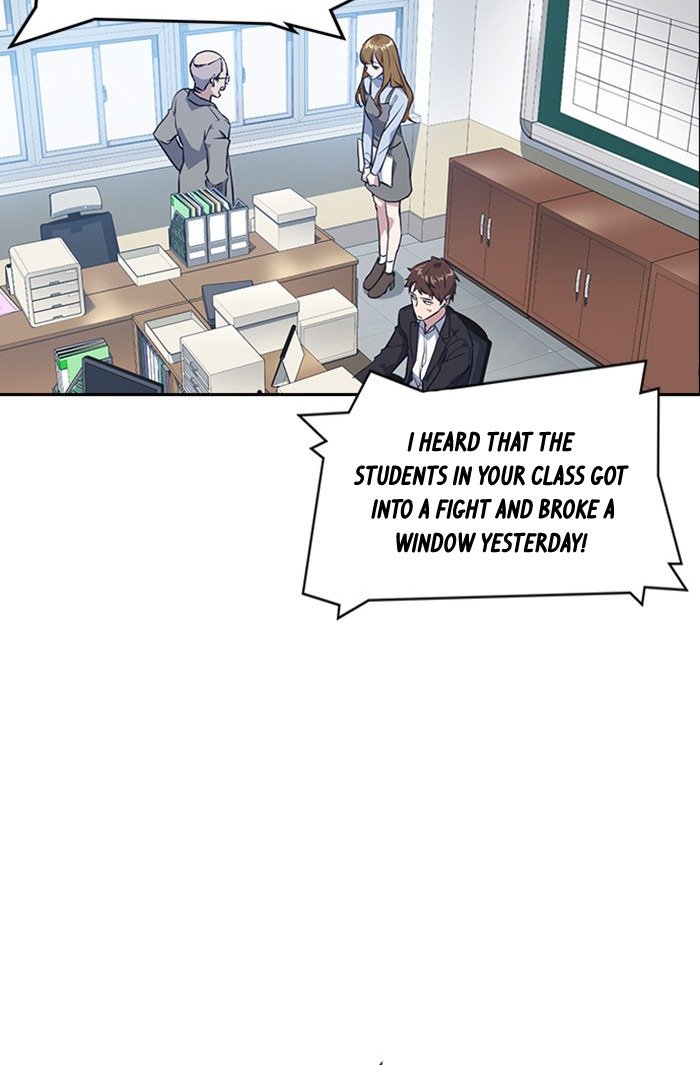 I HEARD THAT THE
STUDENTS IN YOUR CLASS GOT
INTO A FIGHT AND BROKE A
WINDOW YESTERDAY!